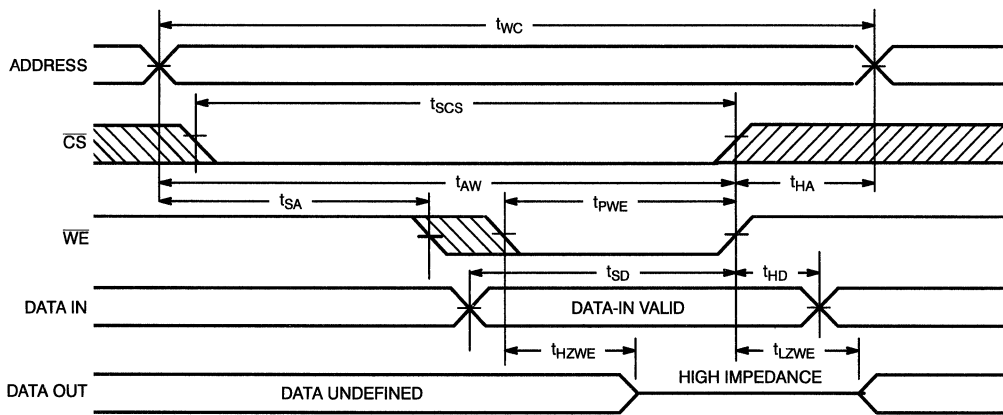 tWC
ADDRESS
tSCS
CS
tAW
tHA
tSA
tPWE
WE
tSD
tHD
DATA IN
DATA-IN VALID
tHZWE
tLZWE
HIGH IMPEDANCE
DATA OUT
DATA UNDEFINED